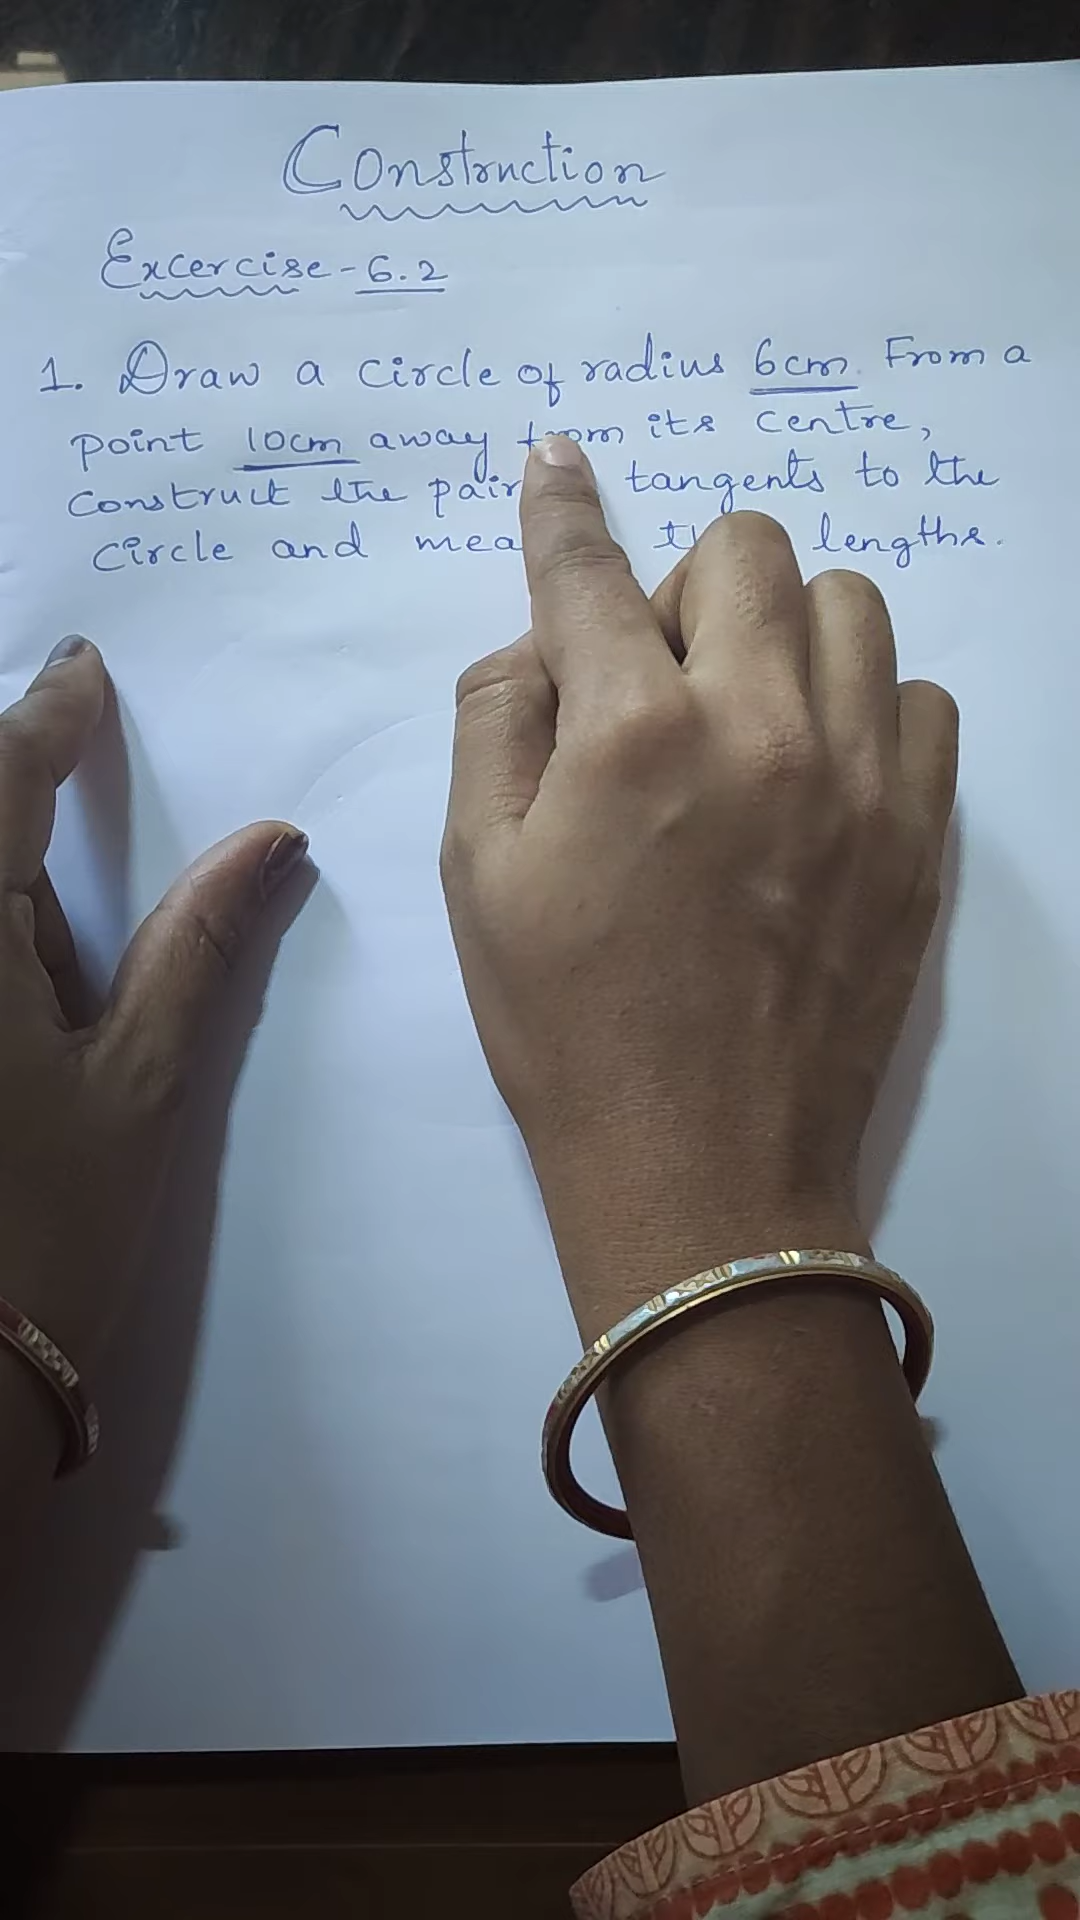 Construction
Excercise-6.2
1. Draw a circle of radius 6cm. From a
point 10cm away from its centre,
Construct the pair tangents to the
Circle and lengths.